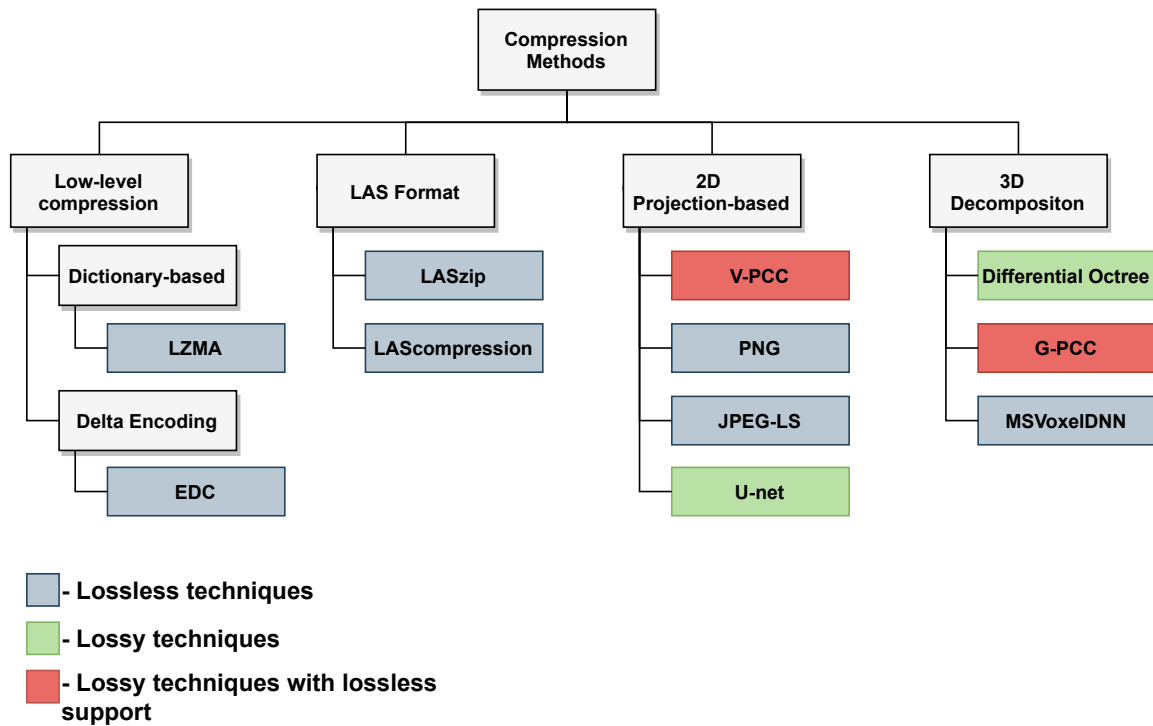 Compression
Methods
Low-level
compression
LAS Format
2D
Projection-based
3D
Decompositon
Dictionary-based
LASzip
V-PCC
Differential Octree
LZMA
LAScompression
PNG
G-PCC
Delta Encoding
JPEG-LS
MSVoxelDNN
EDC
U-net
- Lossless techniques
- Lossy techniques
- Lossy techniques with lossless
support